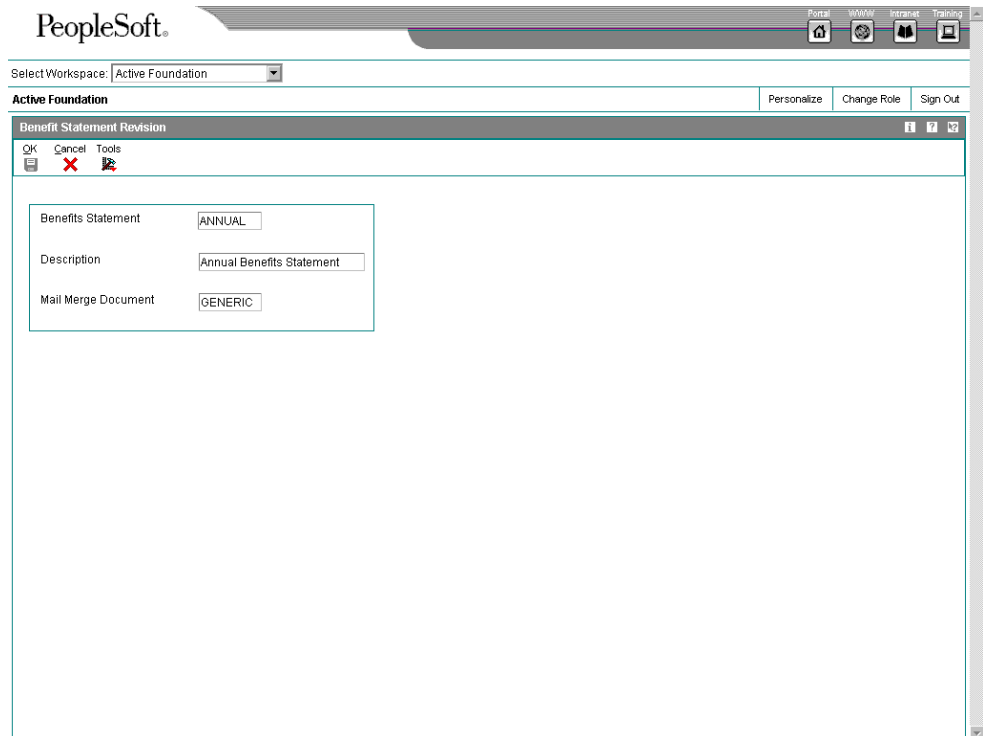 PeopleSoft.
Portal WWW Intranet Training
Select Workspace: Active Foundation
Active Foundation Personalize Change Role Sign Out
Benefit Statement Revision
OK Cancel Tools
Benefits Statement ANNUAL
Description Annual Benefits Statement
Mail Merge Document GENERIC